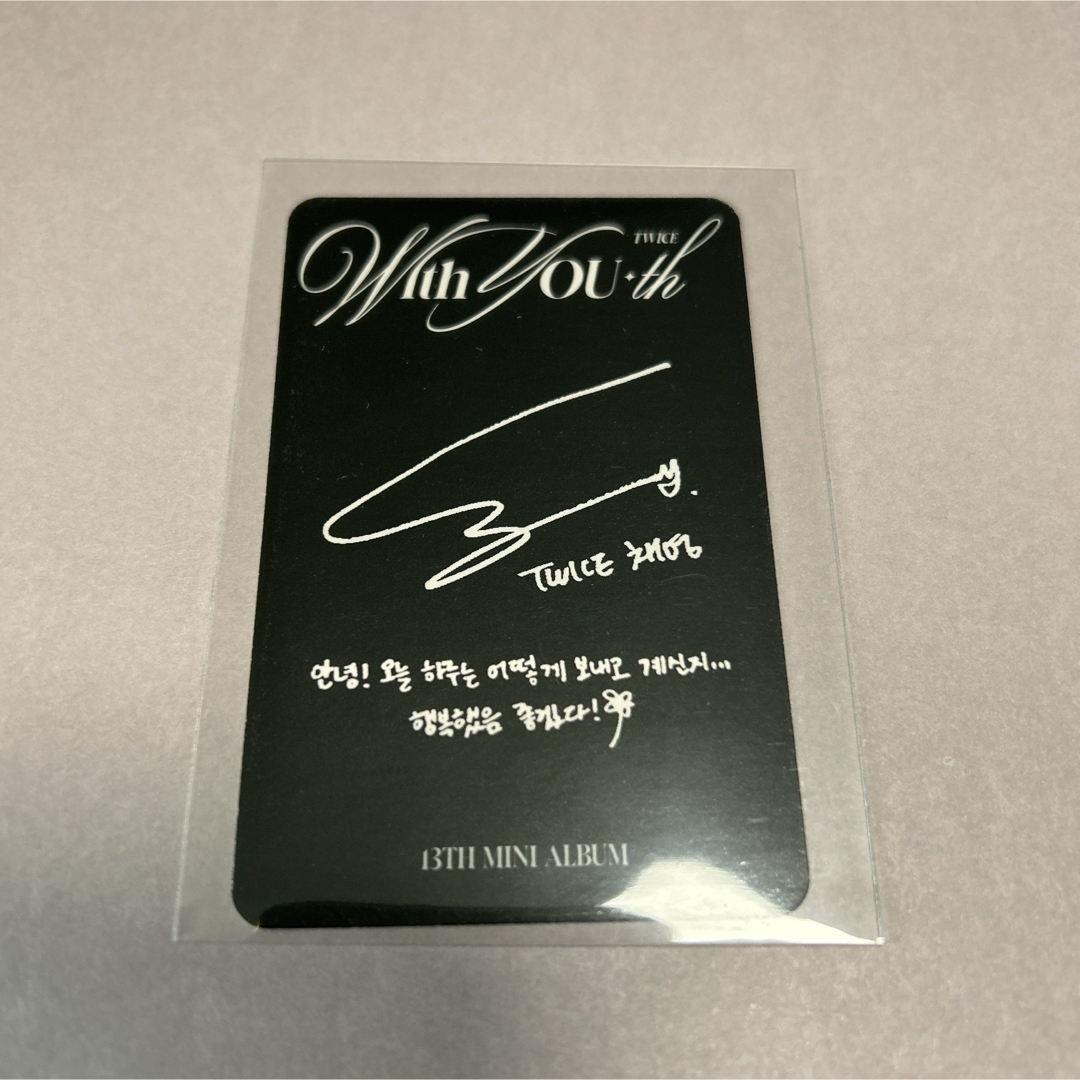 TWICE
With YOU-th
TWICE 채영
안녕! 오늘 하루는 어떻게 보내고 계신지...
행복했음 좋겠다!
13TH MINI ALBUM